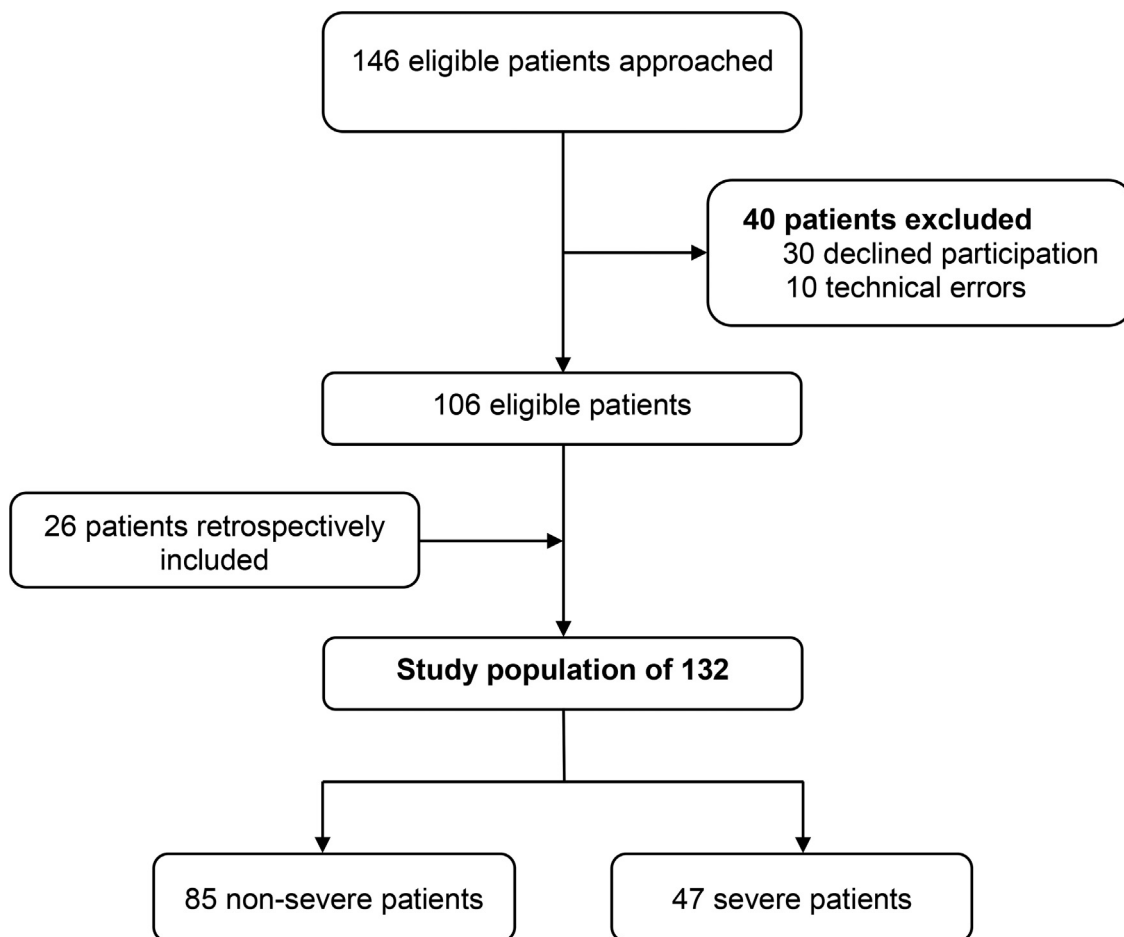 146 eligible patients approached
40 patients excluded
30 declined participation
10 technical errors
106 eligible patients
26 patients retrospectively
included
Study population of 132
85 non-severe patients
47 severe patients